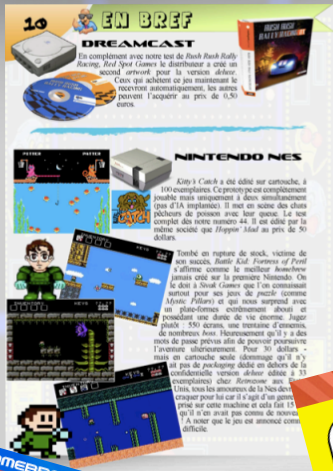 10
EN BREF
DREAMCAST
En complément avec notre test de Rush Rush Rally
Racing, Red Spot Games le distributeur a créé un
second artwork pour la version deluxe.
Ceux qui achètent ce jeu maintenant le
recevront automatiquement, les autres
peuvent l'acquérir au prix de 0,50
euros.
NINTENDO NES
Kitty's Catch a été édité sur cartouche, à
100 exemplaires. Ce prototype est complètement
jouable mais uniquement à deux simultanément
(pas d'IA implantée). Il met en scène des chats
pêcheurs de poisson avec leur queue. Le test
complet dès notre numéro 44. Il est édité par la
même société que Hoppin' Mad au prix de 50
dollars.
CATCH
Tombé en rupture de stock, victime de
son succès, Battle Kid: Fortress of Peril
s'affirme comme le meilleur homebrew
jamais créé sur la première Nintendo. On
le doit à Sivak Games que l'on connaissait
surtout pour ses jeux de puzzle (comme
Mystic Pillars) et qui nous surprend avec
un plate-formes extrêmement abouti et
possédant une durée de vie énorme. Jugez
plutôt : 550 écrans, une trentaine d'ennemis,
de nombreux boss. Heureusement qu'il y a des
mots de passe prévus afin de pouvoir poursuivre
l'aventure ultérieurement. Pour 30 dollars -
mais en cartouche seule (dommage qu'il n'y
ait pas de packaging dédié en dehors de la
confidentielle version deluxe éditée à 33
exemplaires) chez Retrozone aux
Unis, tous les amoureux de la Nes
craquer pour lui car il s'agit d'un
prise sur cette machine et cela fait 15
qu'il n'en avait pas connu de
! A noter que le jeu est annoncé
difficile.